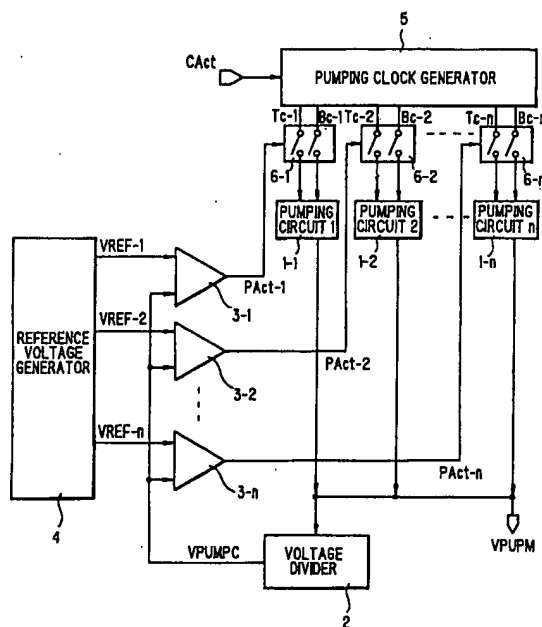 5
CAct
PUMPING CLOCK GENERATOR
Tc-1 Bc-1 Tc-2 Bc-2 Tc-n Bc-n
6-1 6-2 6-n
PUMPING CIRCUIT 1
PUMPING CIRCUIT 2
PUMPING CIRCUIT n
1-1 1-2 1-n
VREF-1
PAct-1
3-1
VREF-2
REFERENCE VOLTAGE GENERATOR
PAct-2
3-2
VREF-n
PAct-n
3-n
4
VPUMPC
VOLTAGE DIVIDER
VPUPM
2